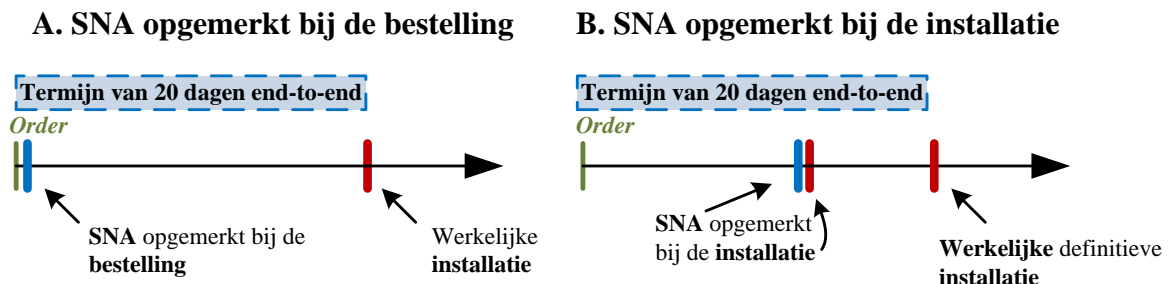 A. SNA opgemerkt bij de bestelling
Termijn van 20 dagen end-to-end
Order
SNA opgemerkt bij de
bestelling
Werkelijke
installatie
B. SNA opgemerkt bij de installatie
Termijn van 20 dagen end-to-end
Order
SNA opgemerkt
bij de installatie
Werkelijke definitieve
installatie